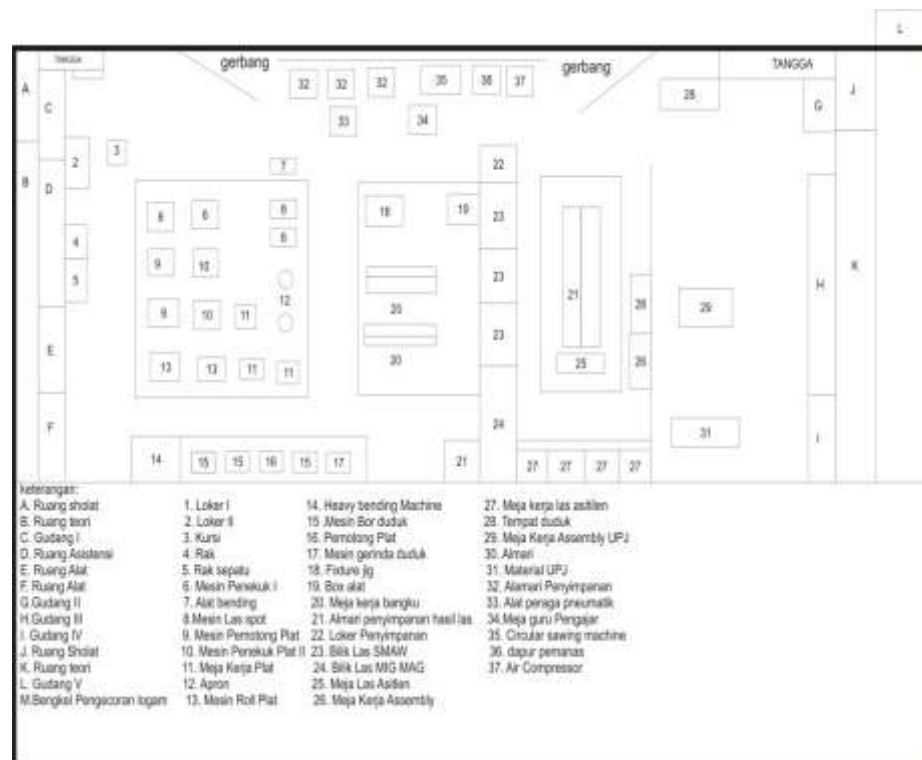 L
TANGGA
gerbang
gerbang
TANGGA
A
C
32
32
32
35
36
37
28
G
J
33
34
2
3
7
22
B
D
6
6
8
18
19
23
8
4
9
10
23
K
5
12
20
21
28
29
H
9
10
11
23
E
20
25
26
13
13
11
11
F
24
31
14
15
15
16
15
17
21
27
27
27
27
I
keterangan:
A. Ruang sholat
B. Ruang teori
C. Gudang I
D. Ruang Asistensi
E. Ruang Alat
F. Ruang Alat
G.Gudang II
H.Gudang III
I. Gudang IV
J. Ruang Sholat
K. Ruang teori
L. Gudang V
M.Bengkel Pengecoran logam
1. Loker I
2. Loker II
3. Kursi
4. Rak
5. Rak sepatu
6. Mesin Penekuk I
7. Alat bending
8.Mesin Las spot
9. Mesin Pemotong Plat
10. Mesin Penekuk Plat II
11. Meja Kerja Plat
12. Apron
13. Mesin Roll Plat
14. Heavy bending Machine
15 .Mesin Bor duduk
16. Pemotong Plat
17. Mesin gerinda duduk
18. Fixture jig
19. Box alat
20. Meja kerja bangku
21. Almari penyimpanan hasil las
22. Loker Penyimpanan
23. Bilik Las SMAW
24. Bilik Las MIG MAG
25. Meja Las Asitlen
26. Meja Kerja Assembly
27. Meja kerja las asitilen
28. Tempat duduk
29. Meja Kerja Assembly UPJ
30. Almari
31. Material UPJ
32. Alamari Penyimpanan
33. Alat peraga pneumatik
34.Meja guru Pengajar
35. Circular sawing machine
36. dapur pemanas
37. Air Compressor